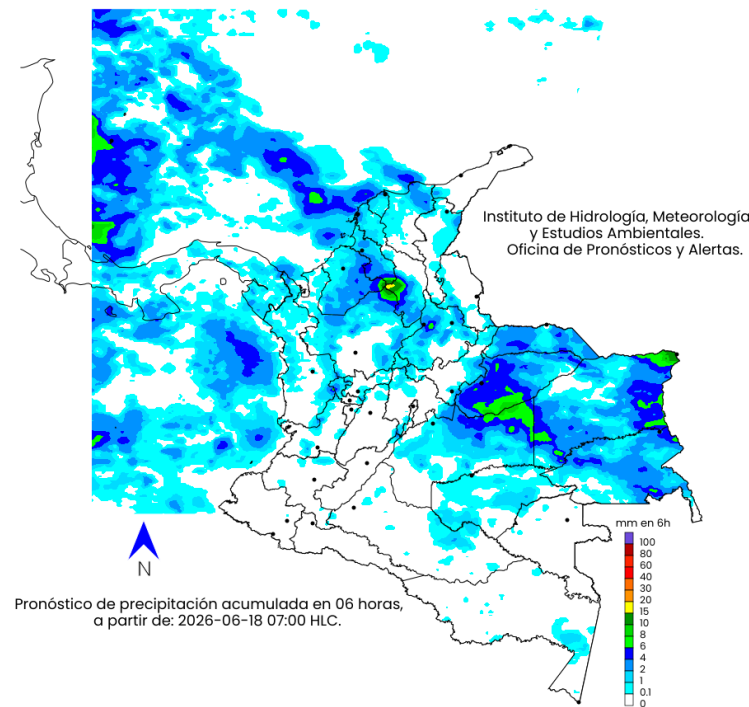 Instituto de Hidrología, Meteorología
y Estudios Ambientales.
Oficina de Pronósticos y Alertas.
mm en 6h
100
80
60
40
30
20
15
10
8
6
4
2
1
0.1
0
N
Pronóstico de precipitación acumulada en 06 horas,
a partir de: 2026-06-18 07:00 HLC.